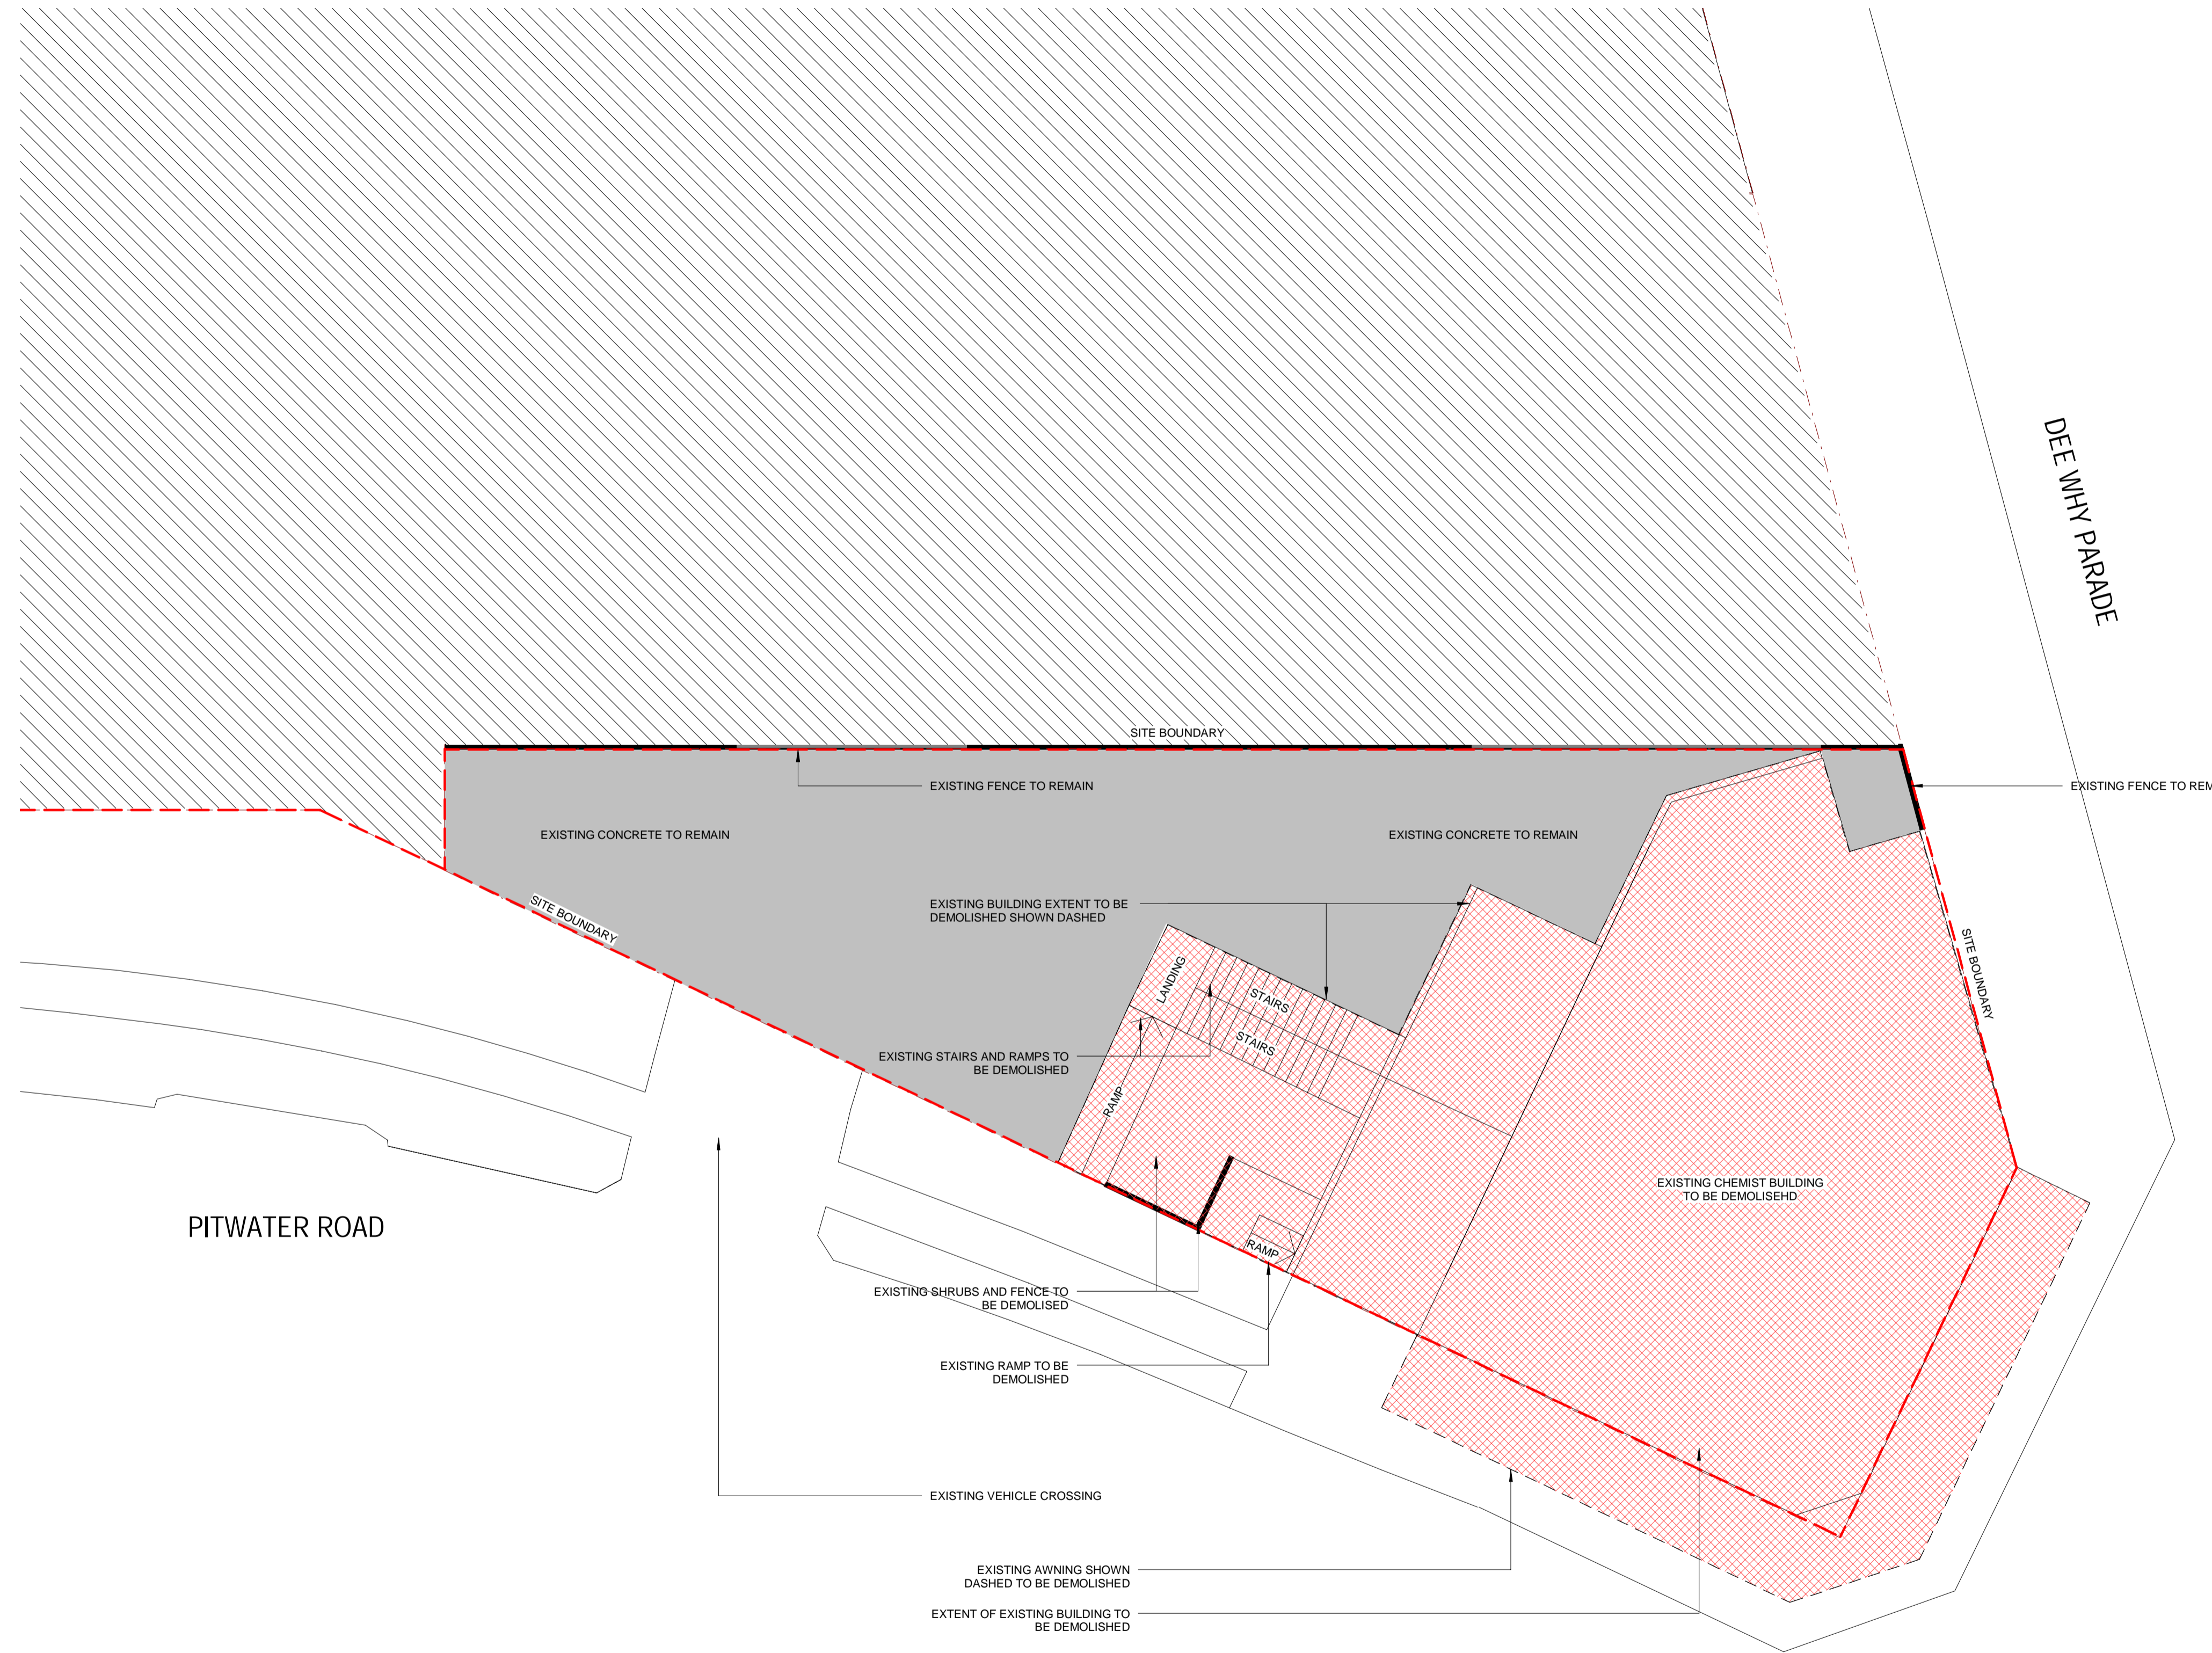 DEE WHY PARADE
SITE BOUNDARY
EXISTING FENCE TO REMAIN
EXISTING FENCE TO REM
EXISTING CONCRETE TO REMAIN
EXISTING CONCRETE TO REMAIN
EXISTING BUILDING EXTENT TO BE
DEMOLISHED SHOWN DASHED
SITE BOUNDARY
SITE BOUNDARY
LANDING
STAIRS
STAIRS
EXISTING STAIRS AND RAMPS TO
BE DEMOLISHED
RAMP
EXISTING CHEMIST BUILDING
TO BE DEMOLISEHD
PITWATER ROAD
RAMP
EXISTING SHRUBS AND FENCE TO
BE DEMOLISED
EXISTING RAMP TO BE
DEMOLISHED
EXISTING VEHICLE CROSSING
EXISTING AWNING SHOWN
DASHED TO BE DEMOLISHED
EXTENT OF EXISTING BUILDING TO
BE DEMOLISHED